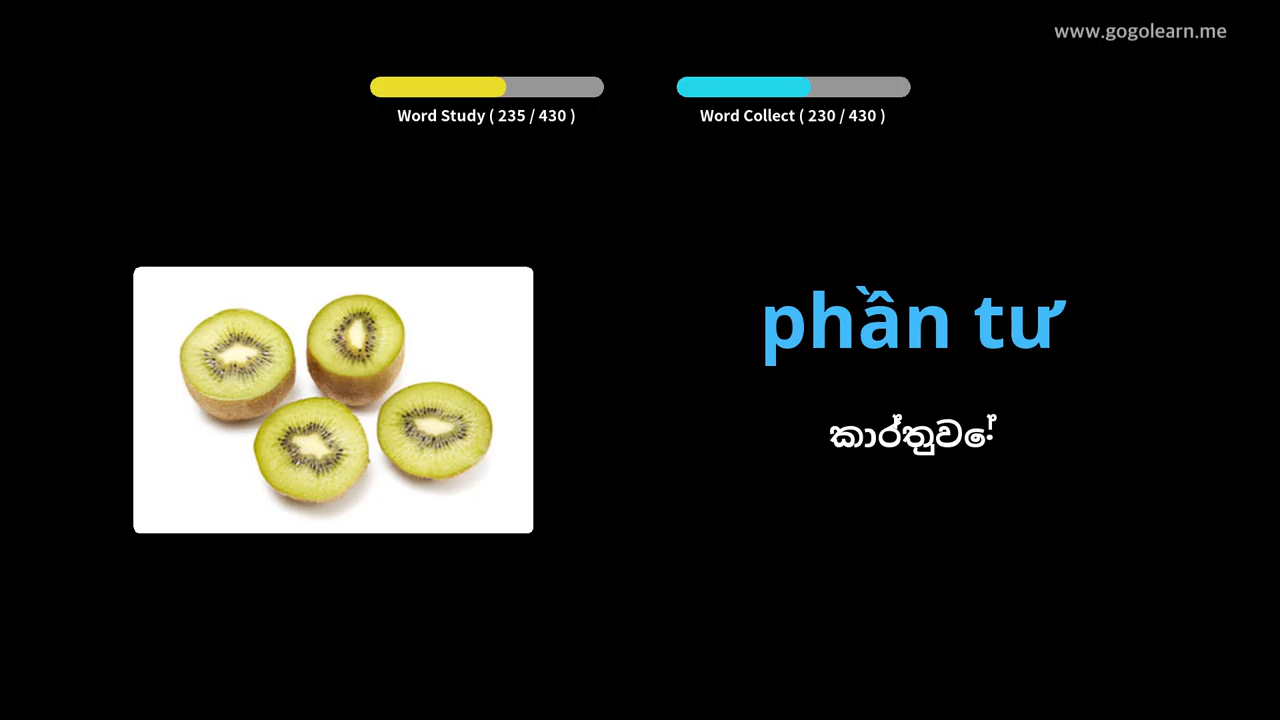 www.gogolearn.me
Word Study ( 235 / 430 )
Word Collect ( 230 / 430 )
phần tư
කාර්තුවේ!